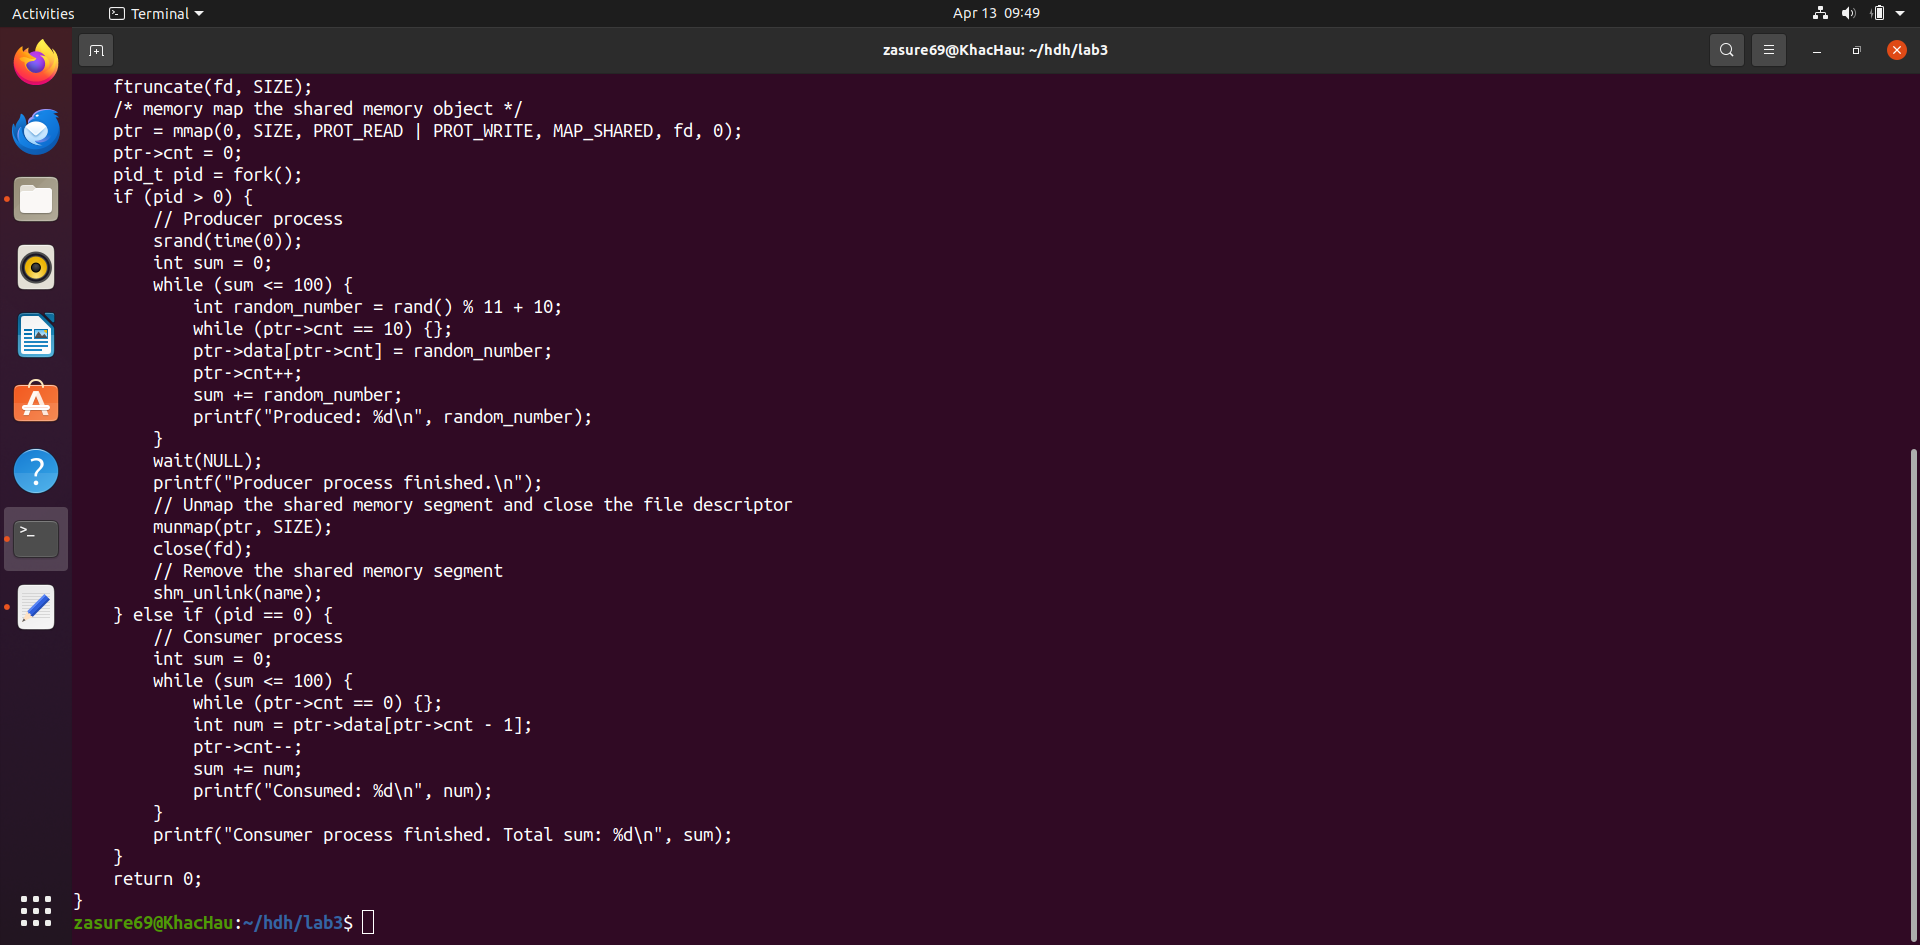 Activities
Terminal
Apr 13 09:49
zasure69@KhacHau: ~/hdh/lab3
    ftruncate(fd, SIZE);
    /* memory map the shared memory object */
    ptr = mmap(0, SIZE, PROT_READ | PROT_WRITE, MAP_SHARED, fd, 0);
    ptr->cnt = 0;
    pid_t pid = fork();
    if (pid > 0) {
        // Producer process
        srand(time(0));
        int sum = 0;
        while (sum <= 100) {
            int random_number = rand() % 11 + 10;
            while (ptr->cnt == 10) {};
            ptr->data[ptr->cnt] = random_number;
            ptr->cnt++;
            sum += random_number;
            printf("Produced: %d\n", random_number);
        }
        wait(NULL);
        printf("Producer process finished.\n");
        // Unmap the shared memory segment and close the file descriptor
        munmap(ptr, SIZE);
        close(fd);
        // Remove the shared memory segment
        shm_unlink(name);
    } else if (pid == 0) {
        // Consumer process
        int sum = 0;
        while (sum <= 100) {
            while (ptr->cnt == 0) {};
            int num = ptr->data[ptr->cnt - 1];
            ptr->cnt--;
            sum += num;
            printf("Consumed: %d\n", num);
        }
        printf("Consumer process finished. Total sum: %d\n", sum);
    }
    return 0;
}
zasure69@KhacHau:~/hdh/lab3$